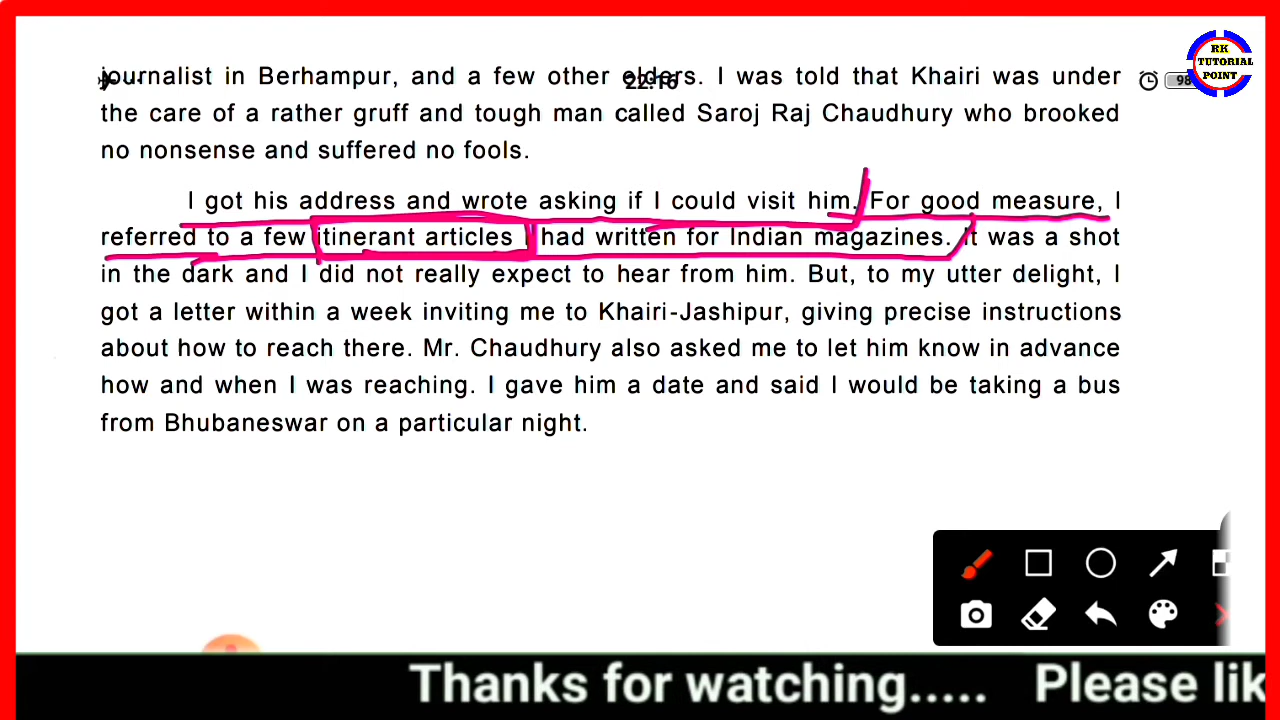 RK
TUTORIAL
POINT
22:16
98
journalist in Berhampur, and a few other elders. I was told that Khairi was under
the care of a rather gruff and tough man called Saroj Raj Chaudhury who brooked
no nonsense and suffered no fools.
I got his address and wrote asking if I could visit him. For good measure, I
referred to a few itinerant articles I had written for Indian magazines. It was a shot
in the dark and I did not really expect to hear from him. But, to my utter delight, I
got a letter within a week inviting me to Khairi-Jashipur, giving precise instructions
about how to reach there. Mr. Chaudhury also asked me to let him know in advance
how and when I was reaching. I gave him a date and said I would be taking a bus
from Bhubaneswar on a particular night.
Thanks for watching..... Please lik